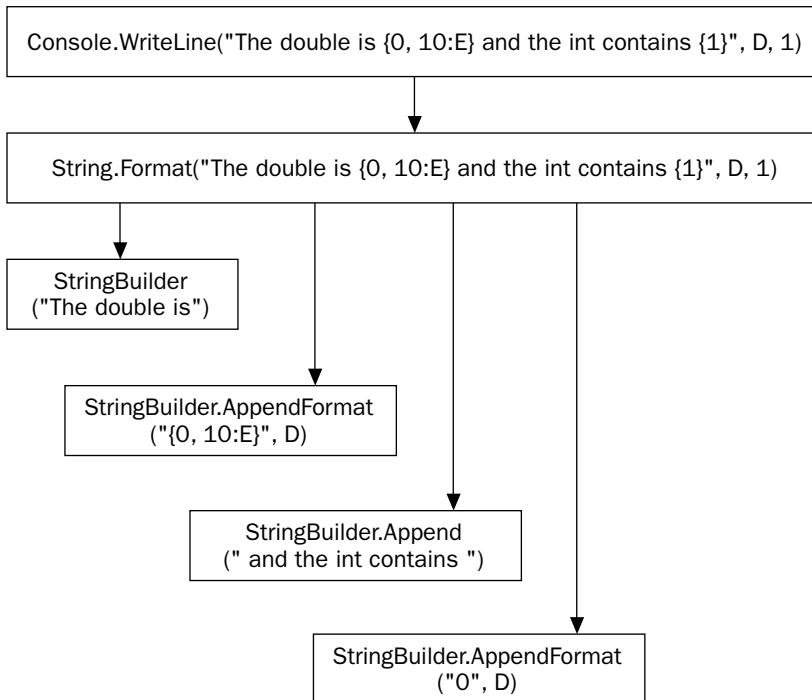 Console.WriteLine("The double is {0, 10:E} and the int contains {1}", D, 1)
String.Format("The double is {0, 10:E} and the int contains {1}", D, 1)
StringBuilder
("The double is")
StringBuilder.AppendFormat
("{0, 10:E}", D)
StringBuilder.Append
(" and the int contains ")
StringBuilder.AppendFormat
("0", D)